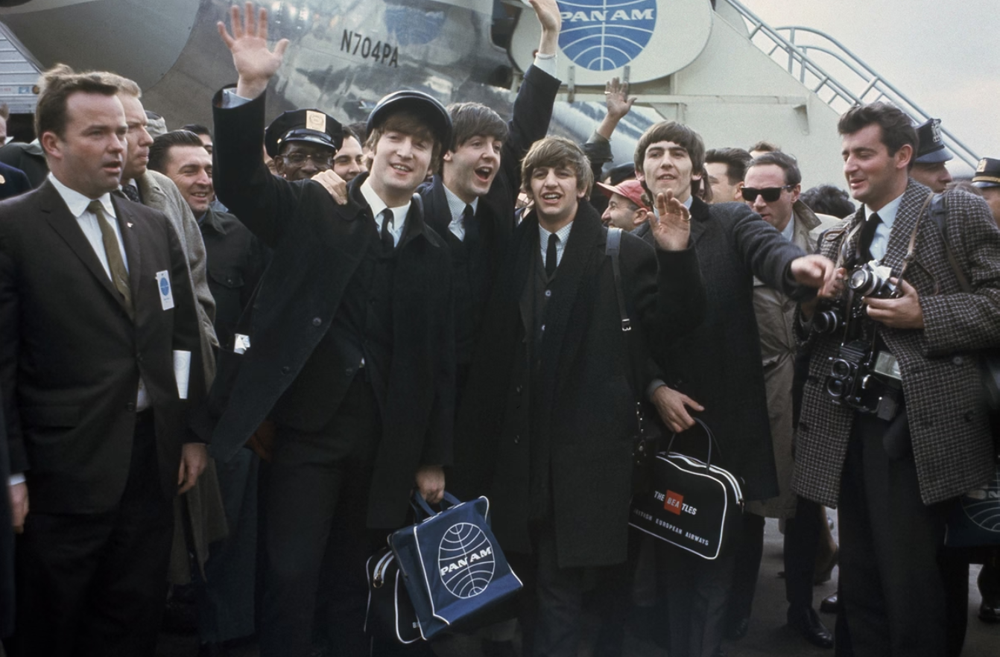 N704PA
PAN AM
PAN AM
THE BEATLES
BRITISH EUROPEAN AIRWAYS